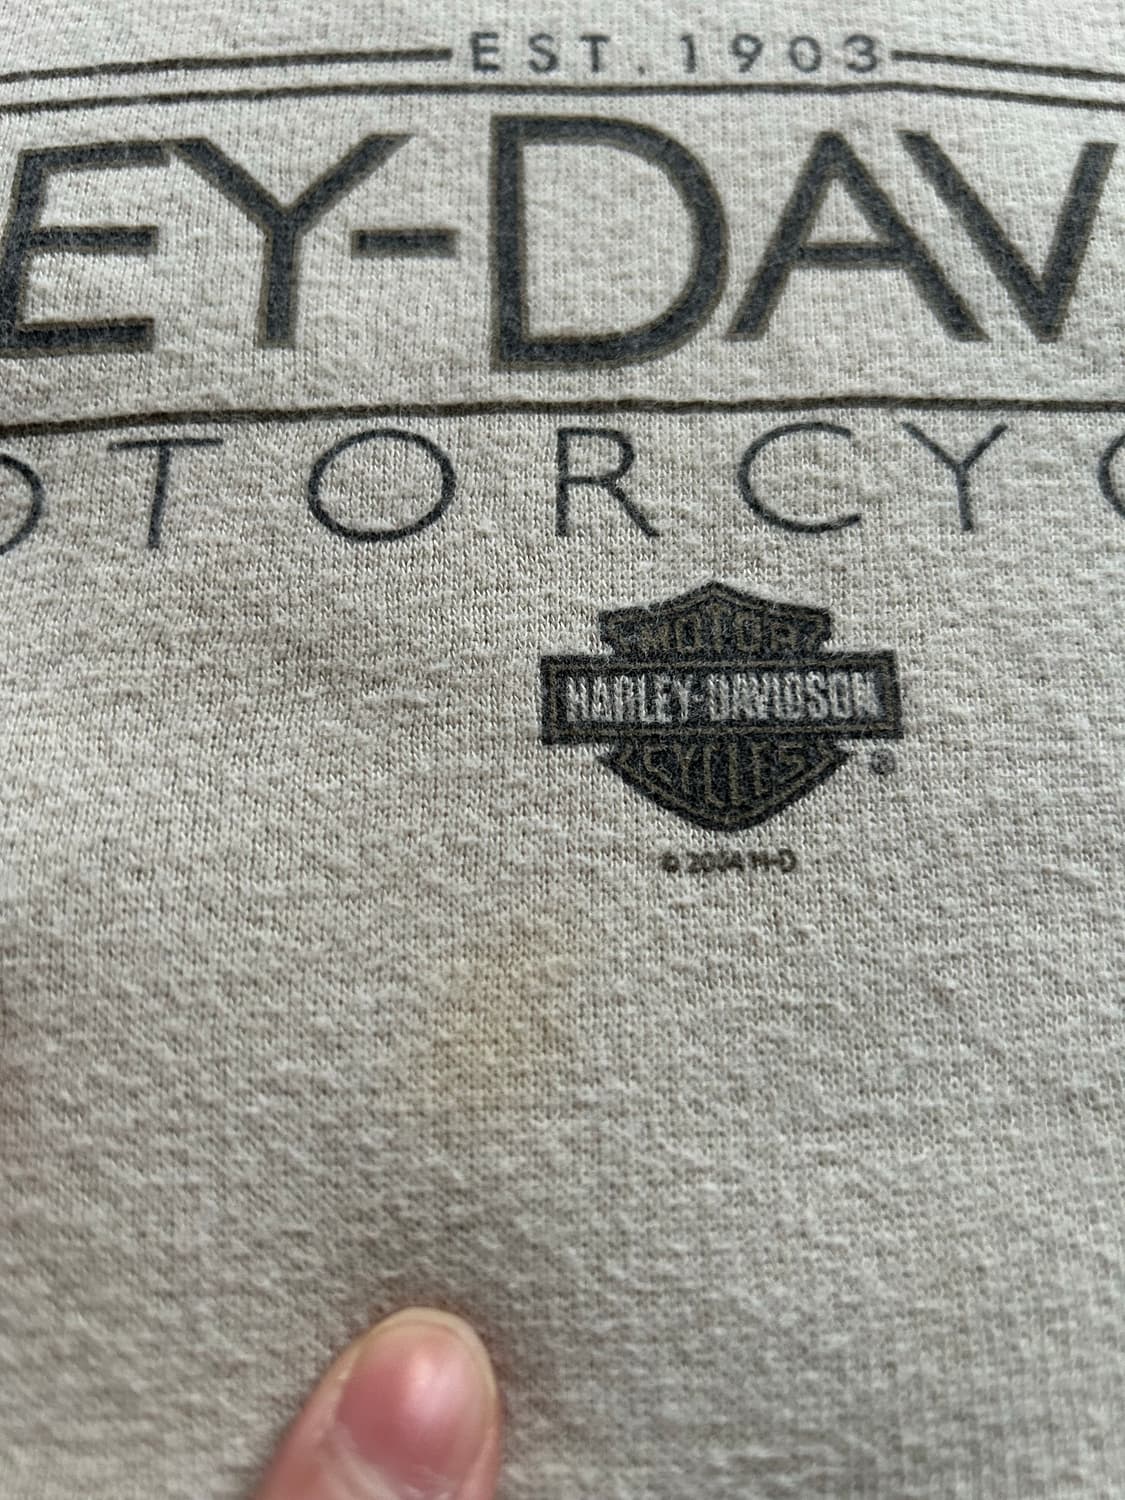 EST. 1903
EY-DAV
OTORCYC
MOTOR
HARLEY-DAVIDSON
CYCLES
®
© 2004 H-D